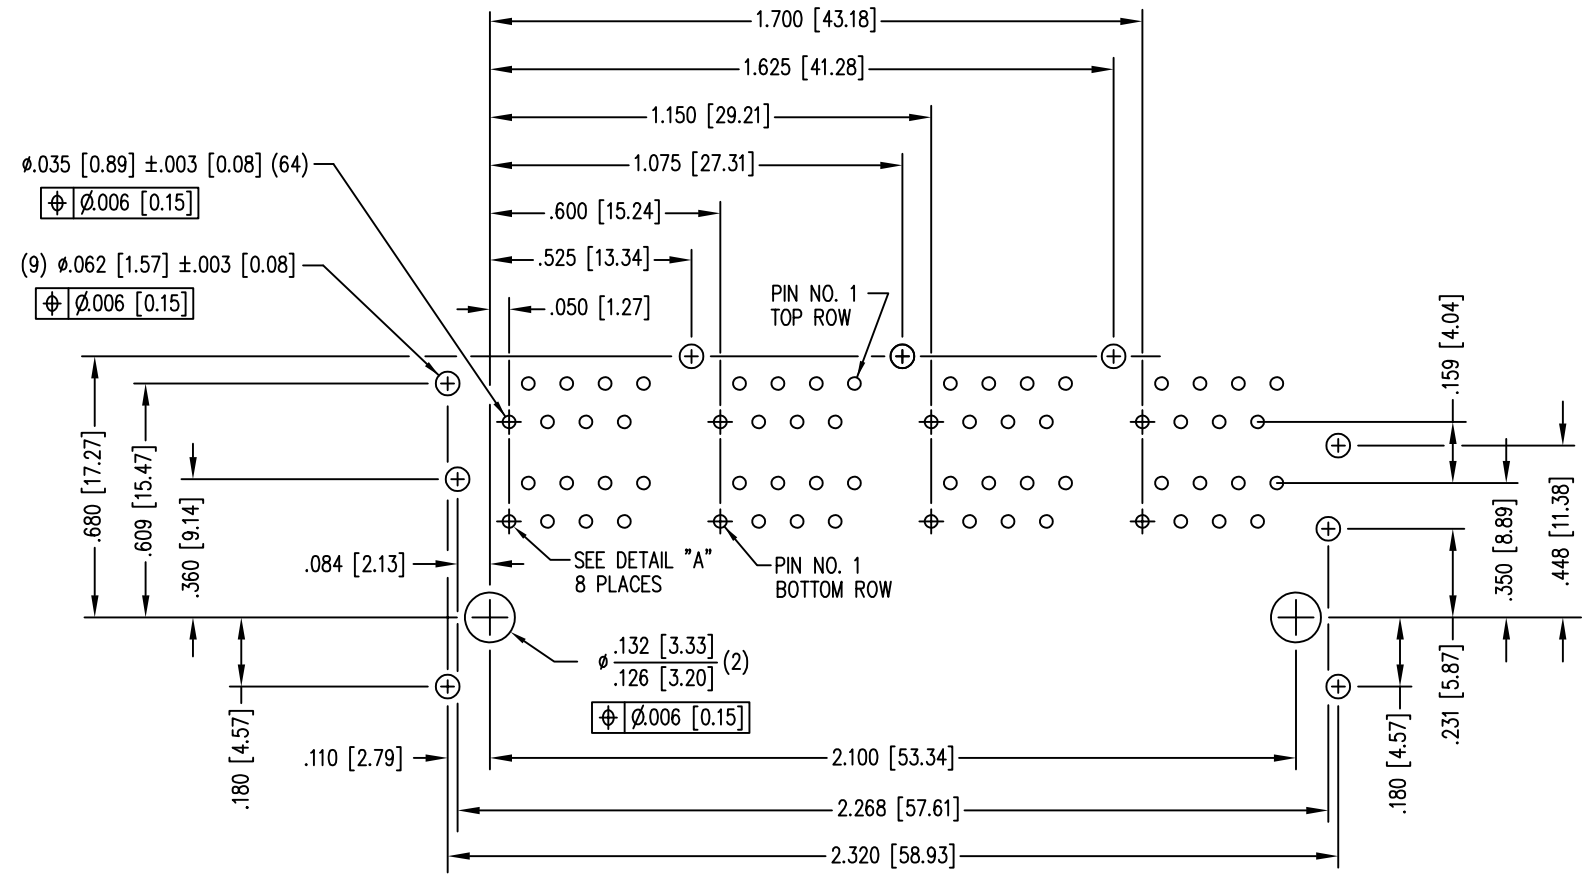 1.700 [43.18]
1.625 [41.28]
1.150 [29.21]
1.075 [27.31]
⌀.035 [0.89] ±.003 [0.08] (64)
⌖ ⌀.006 [0.15]
.600 [15.24]
(9) ⌀.062 [1.57] ±.003 [0.08]
⌖ ⌀.006 [0.15]
.525 [13.34]
.050 [1.27]
PIN NO. 1
TOP ROW
.159 [4.04]
.680 [17.27]
.609 [15.47]
.360 [9.14]
.084 [2.13]
SEE DETAIL "A"
8 PLACES
PIN NO. 1
BOTTOM ROW
.350 [8.89]
.448 [11.38]
.231 [5.87]
⌀ .132 [3.33]
.126 [3.20] (2)
⌖ ⌀.006 [0.15]
.180 [4.57]
.110 [2.79]
2.100 [53.34]
.180 [4.57]
2.268 [57.61]
2.320 [58.93]